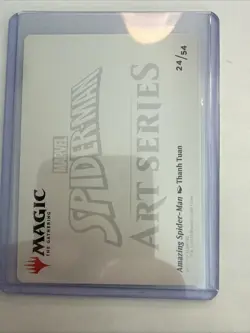 MAGIC
THE GATHERING
MARVEL
SPIDER-MAN
ART SERIES
Amazing Spider-Man Thanh Tuan
24/54